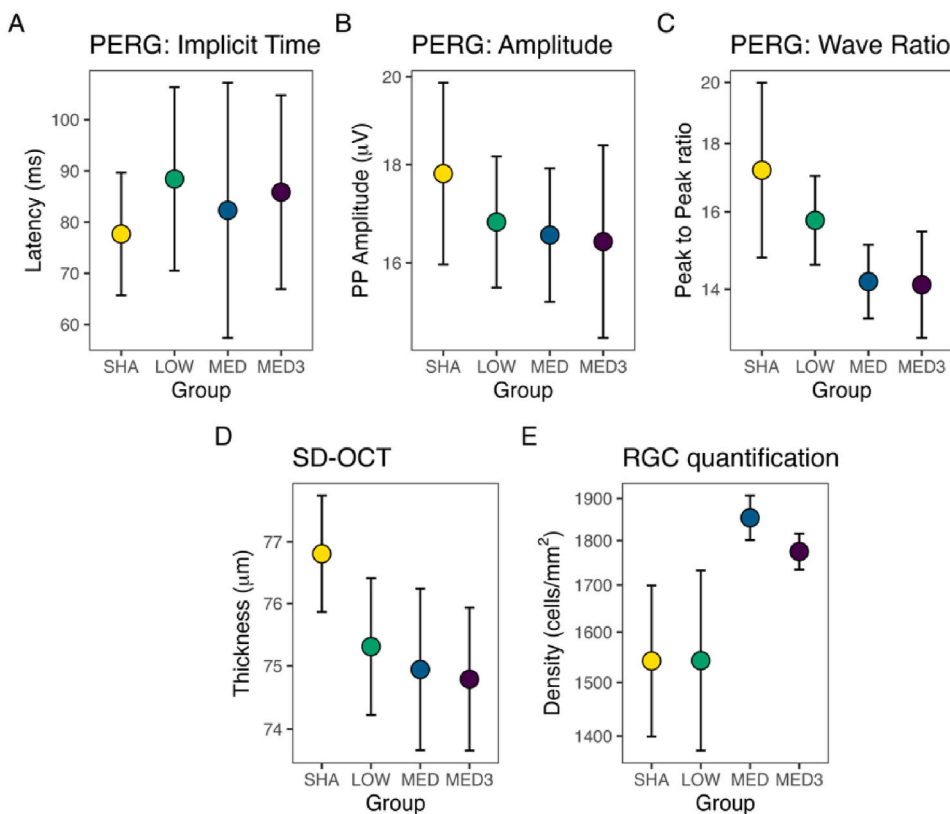 A
PERG: Implicit Time
Latency (ms)
100
90
80
70
60
SHA LOW MED MED3
Group
B
PERG: Amplitude
PP Amplitude (μV)
20
18
16
SHA LOW MED MED3
Group
C
PERG: Wave Ratio
Peak to Peak ratio
20
18
16
14
SHA LOW MED MED3
Group
D
SD-OCT
Thickness (μm)
77
76
75
74
SHA LOW MED MED3
Group
E
RGC quantification
Density (cells/mm²)
1900
1800
1700
1600
1500
1400
SHA LOW MED MED3
Group